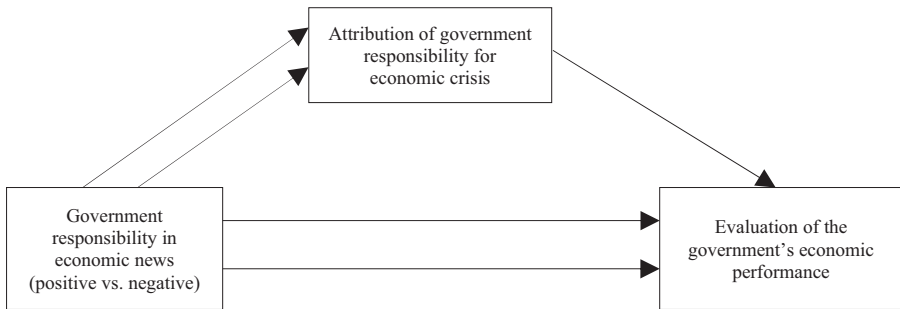 Attribution of government
responsibility for
economic crisis
Government
responsibility in
economic news
(positive vs. negative)
Evaluation of the
government’s economic
performance